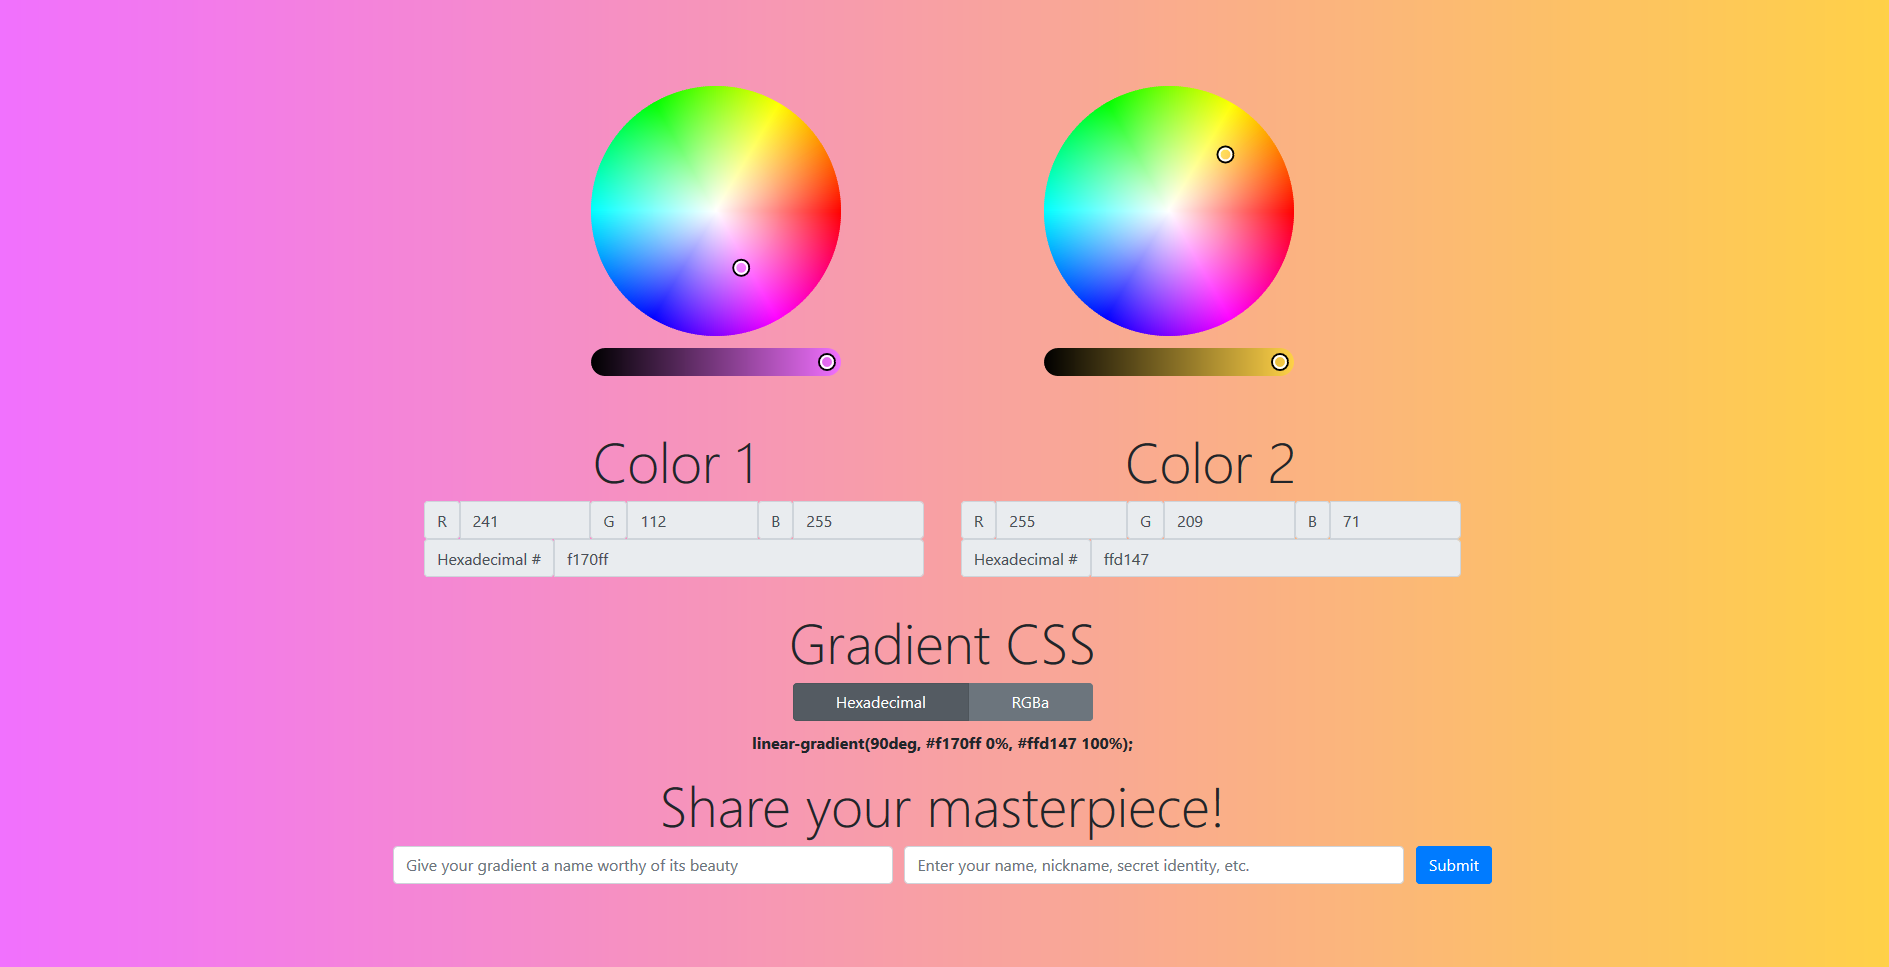 Color 1
Color 2
R 241 G 112 B 255
R 255 G 209 B 71
Hexadecimal # f170ff
Hexadecimal # ffd147
Gradient CSS
Hexadecimal RGBa
linear-gradient(90deg, #f170ff 0%, #ffd147 100%);
Share your masterpiece!
Give your gradient a name worthy of its beauty
Enter your name, nickname, secret identity, etc.
Submit